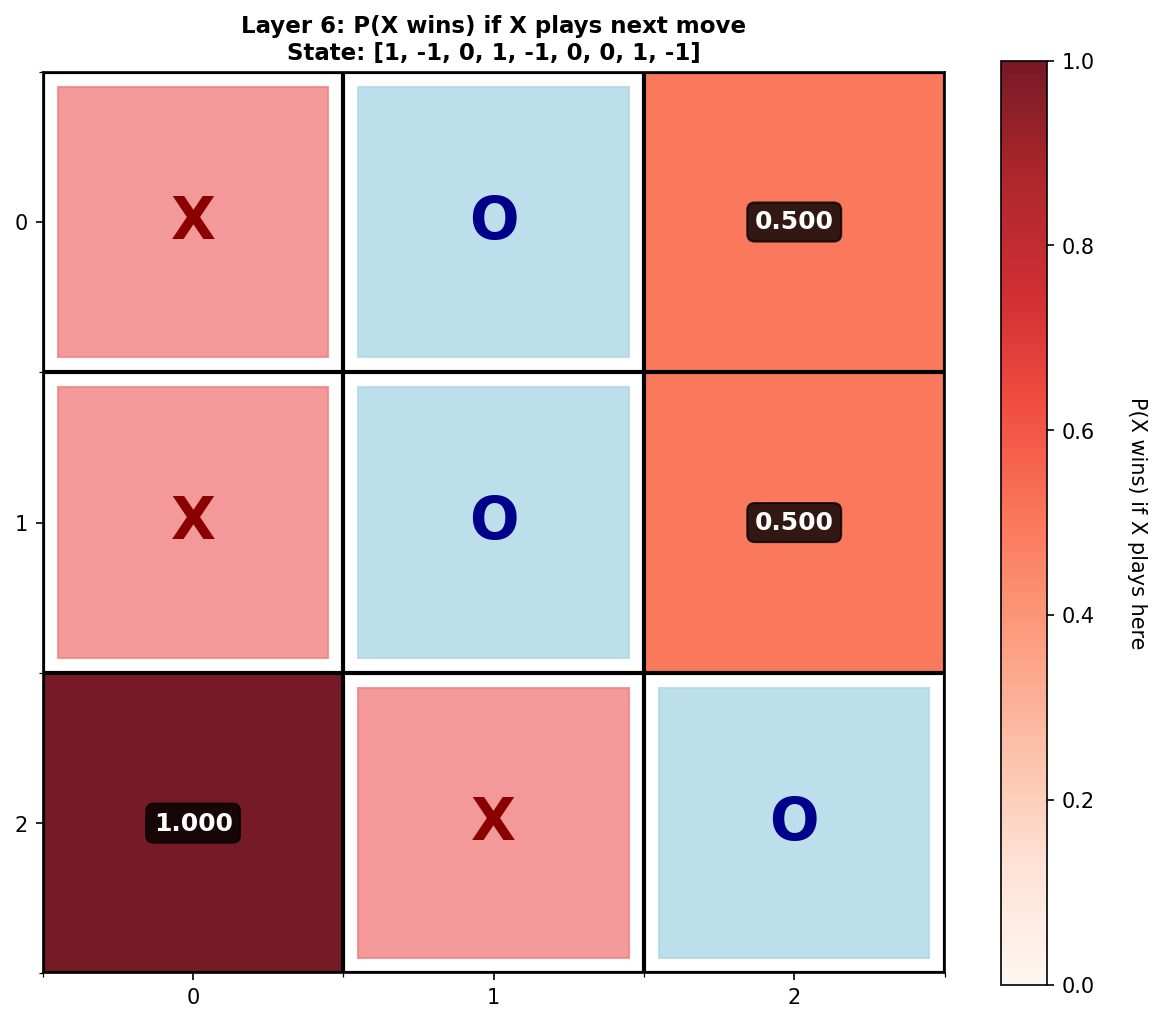 Layer 6: P(X wins) if X plays next move
State: [1, -1, 0, 1, -1, 0, 0, 1, -1]
0
X
O
0.500
1
X
O
0.500
2
1.000
X
O
0
1
2
1.0
0.8
0.6
0.4
0.2
0.0
P(X wins) if X plays here